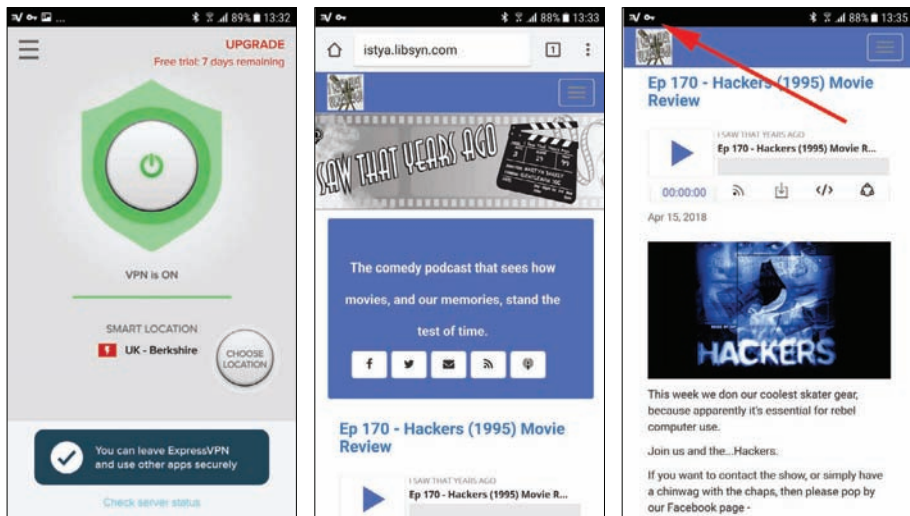 ... 89% 13:32
UPGRADE
Free trial: 7 days remaining
VPN is ON
SMART LOCATION
UK - Berkshire
CHOOSE
LOCATION
You can leave ExpressVPN
and use other apps securely
Check server status
88% 13:33
istya.libsyn.com
1
SAW THAT YEARS AGO
The comedy podcast that sees how
movies, and our memories, stand the
test of time.
Ep 170 - Hackers (1995) Movie
Review
I SAW THAT YEARS AGO
Ep 170 - Hackers (1995) Movie R...
88% 13:35
Ep 170 - Hackers (1995) Movie
Review
I SAW THAT YEARS AGO
Ep 170 - Hackers (1995) Movie R...
00:00:00
</>
Apr 15, 2018
HACKERS
This week we don our coolest skater gear,
because apparently it's essential for rebel
computer use.
Join us and the...Hackers.
If you want to contact the show, or simply have
a chinwag with the chaps, then please pop by
our Facebook page -